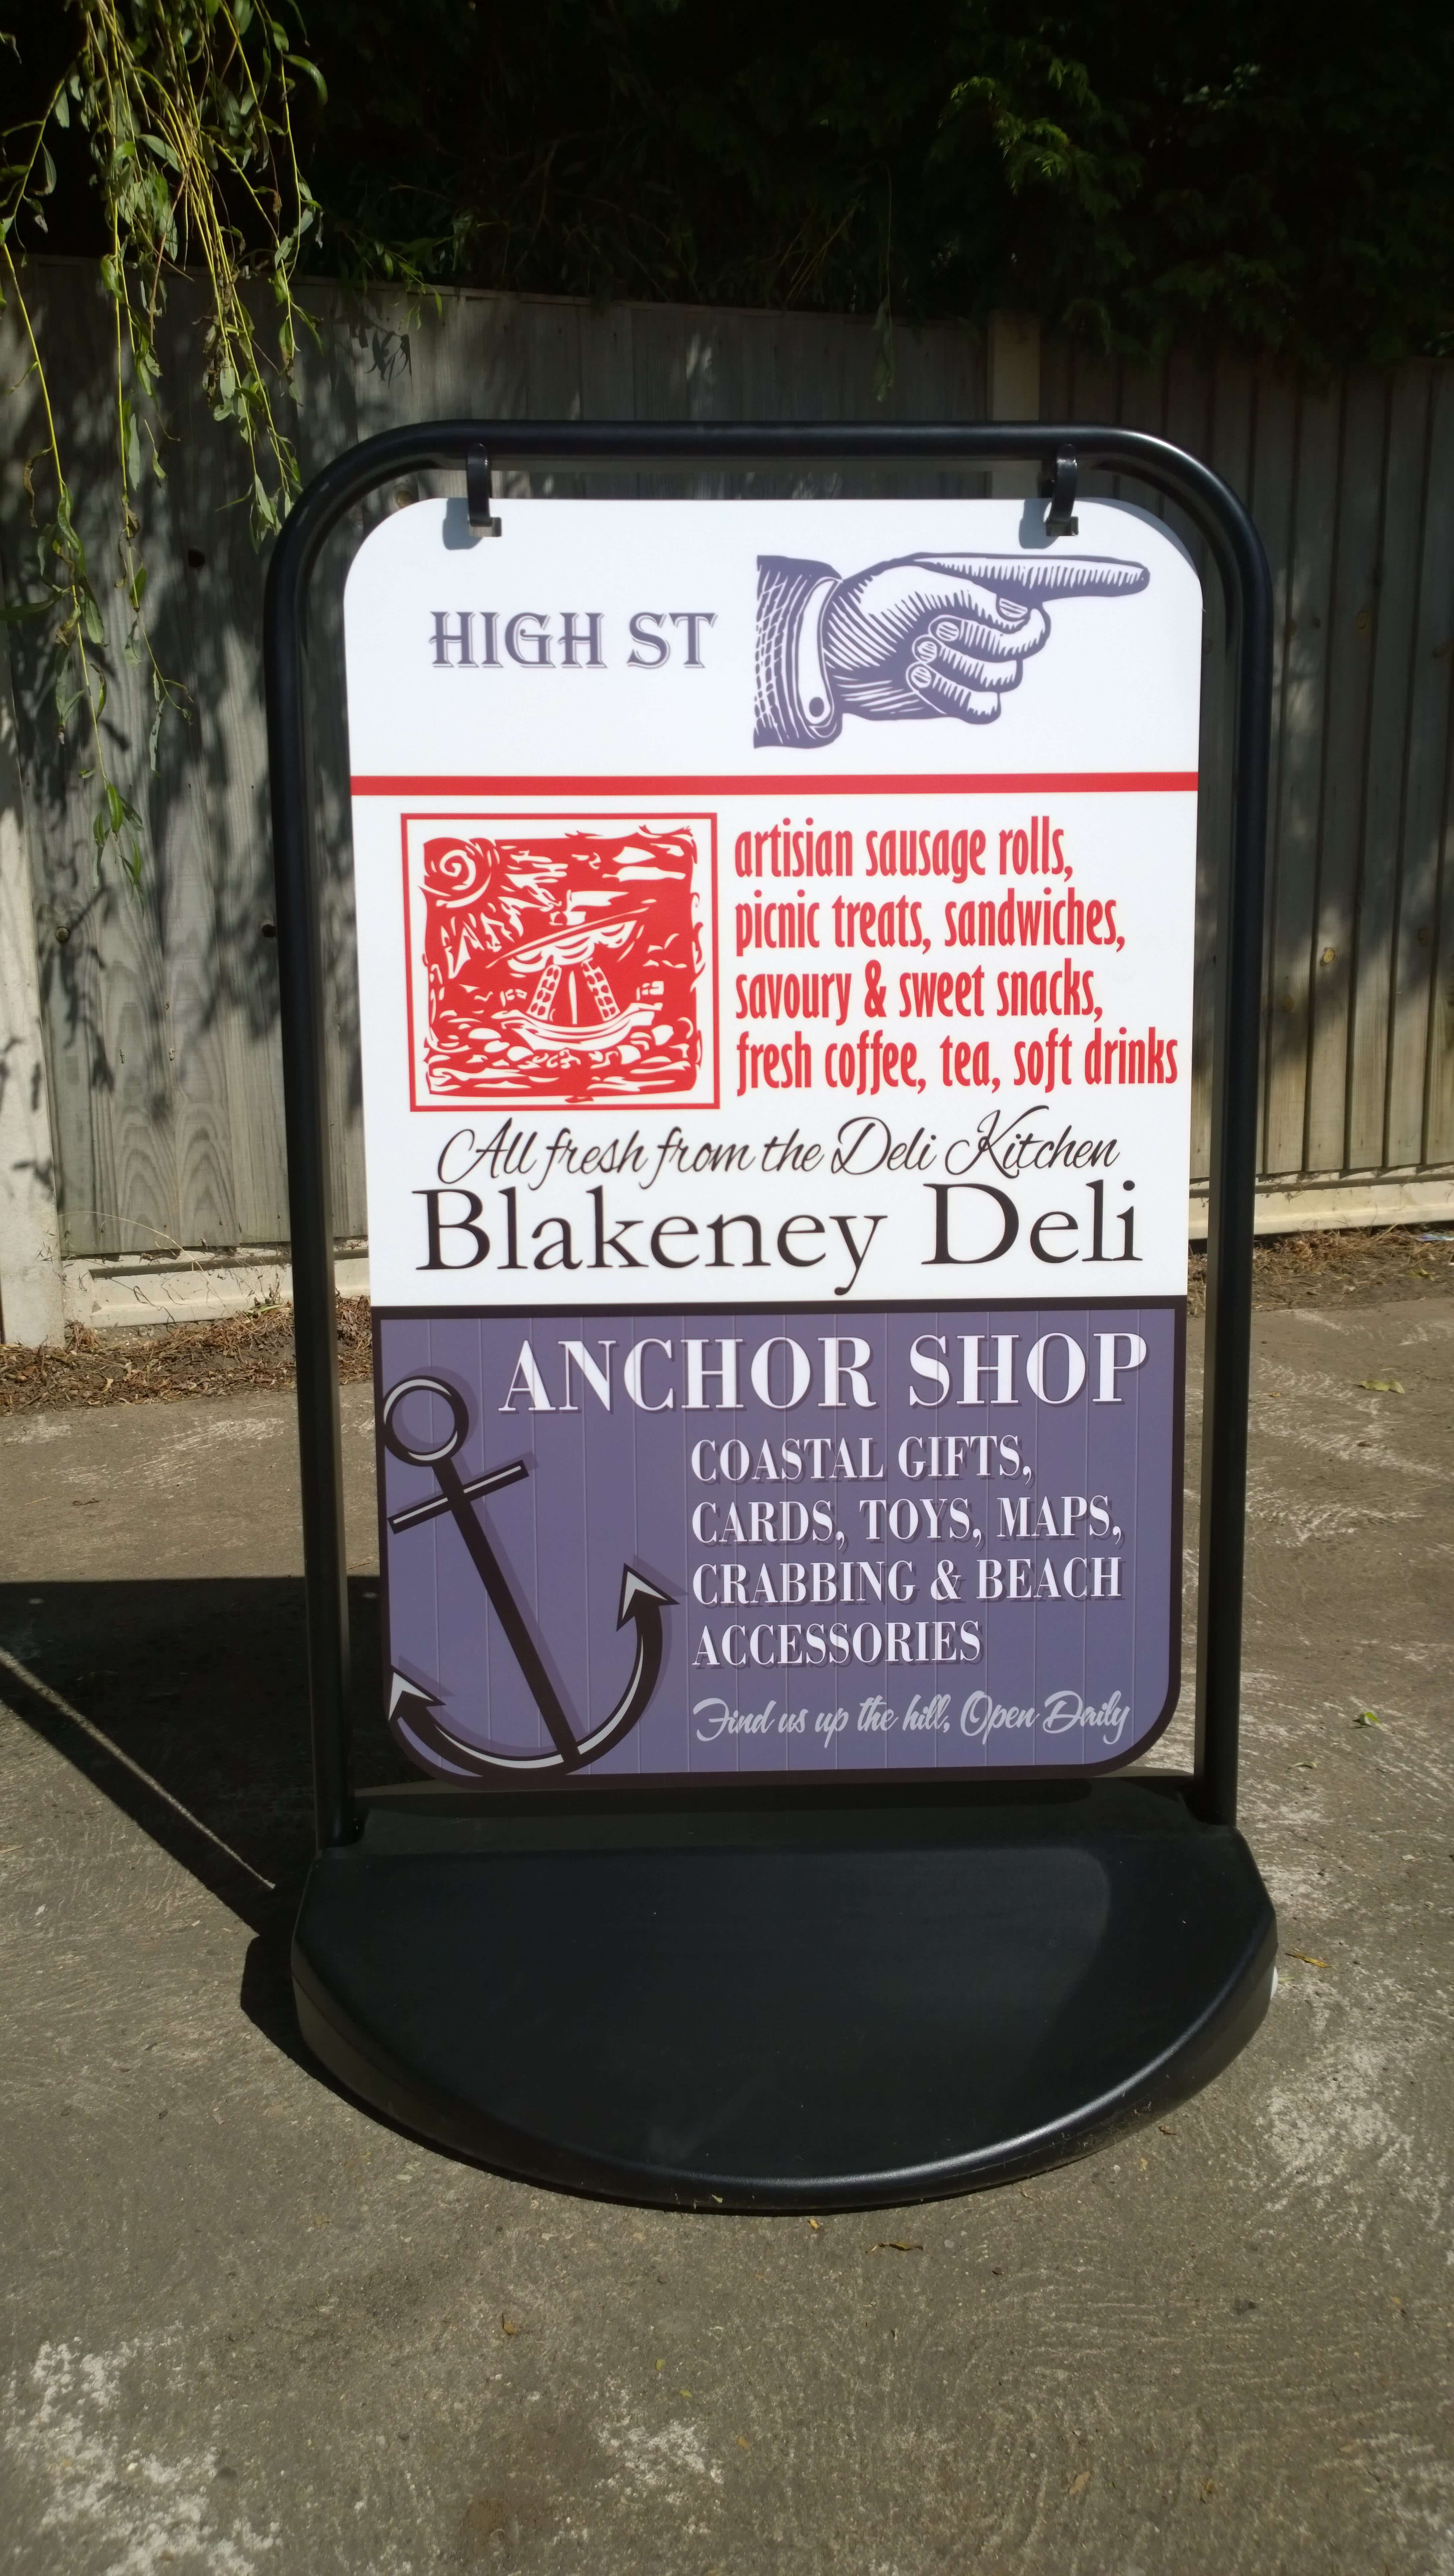 HIGH ST
artisian sausage rolls,
picnic treats, sandwiches,
savoury & sweet snacks,
fresh coffee, tea, soft drinks
All fresh from the Deli Kitchen
Blakeney Deli
ANCHOR SHOP
COASTAL GIFTS,
CARDS, TOYS, MAPS,
CRABBING & BEACH
ACCESSORIES
Find us up the hill, Open Daily